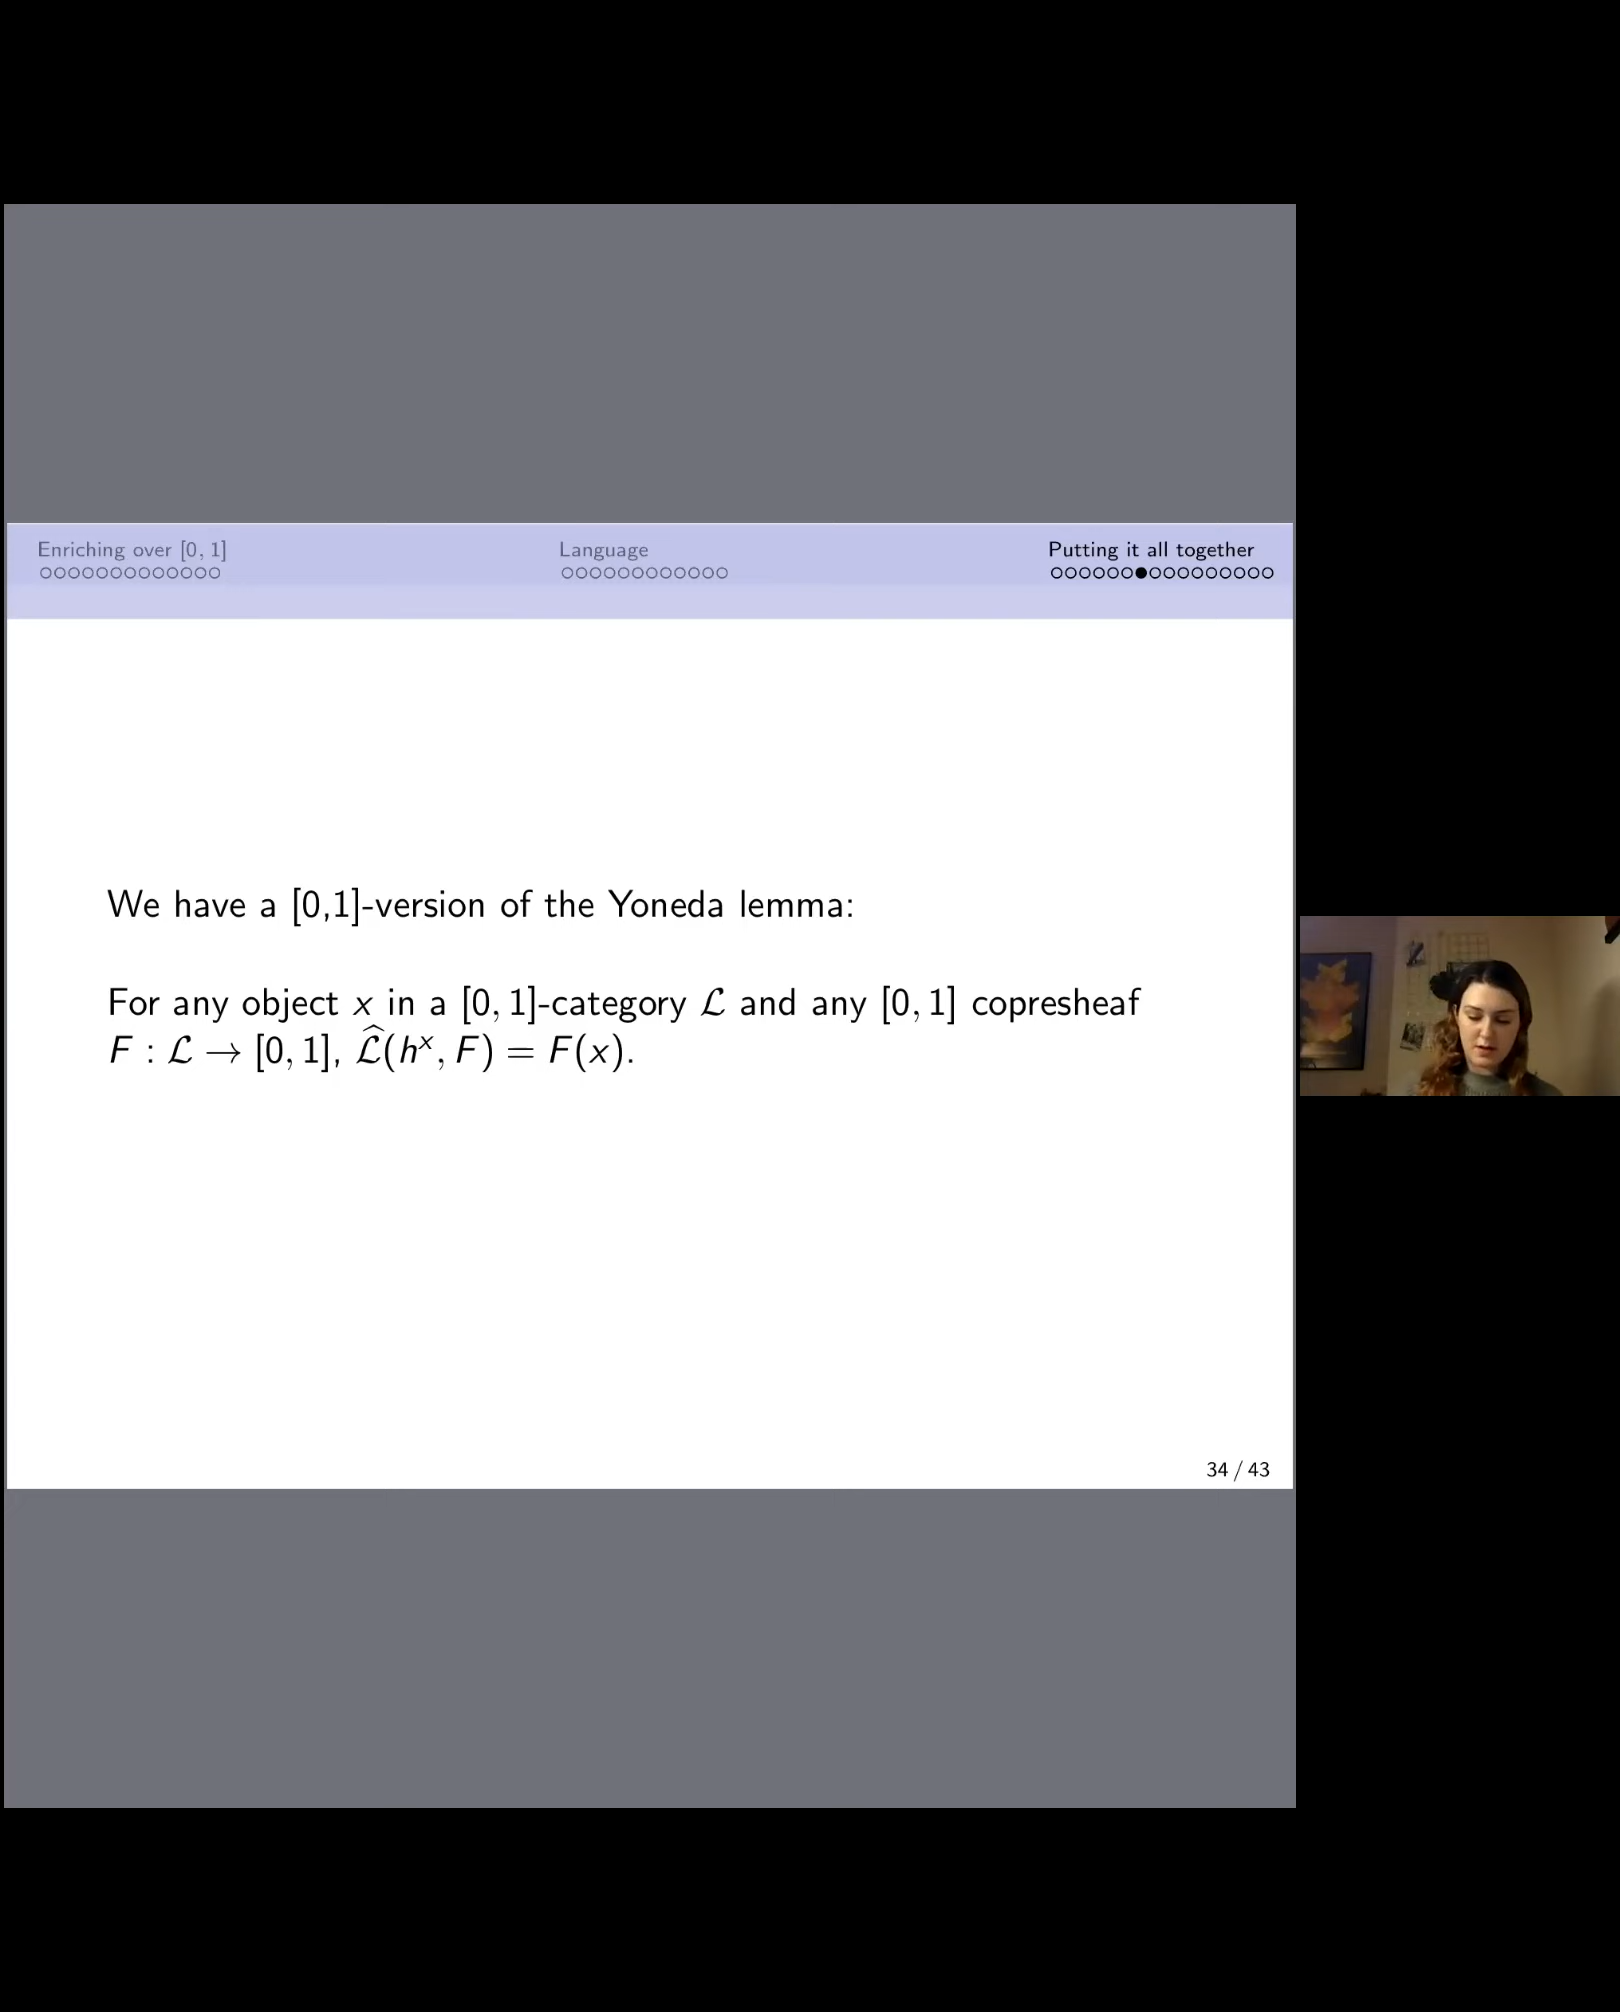 Enriching over [0, 1]
Language
Putting it all together
We have a [0,1]-version of the Yoneda lemma:
For any object x in a [0, 1]-category ℒ and any [0, 1] copresheaf
F : ℒ → [0, 1], ℒ̂(hˣ, F) = F(x).
34 / 43